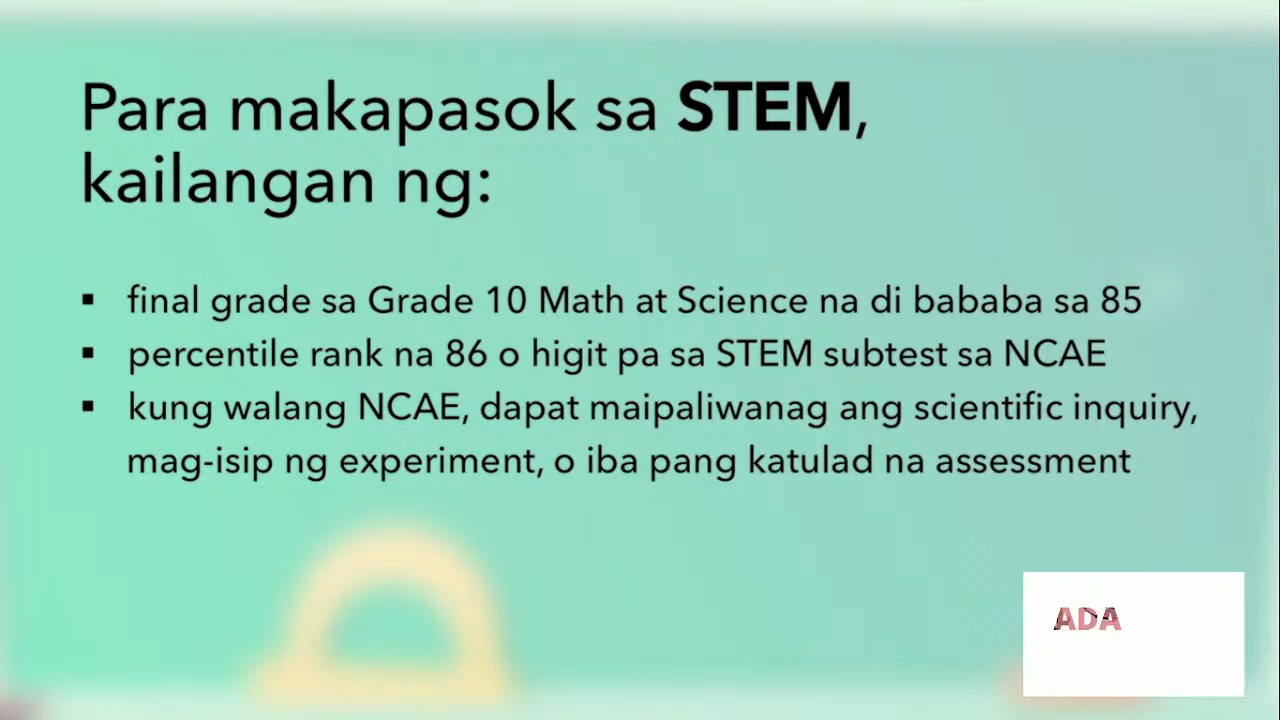 Para makapasok sa STEM,
kailangan ng:
▪ final grade sa Grade 10 Math at Science na di bababa sa 85
▪ percentile rank na 86 o higit pa sa STEM subtest sa NCAE
▪ kung walang NCAE, dapat maipaliwanag ang scientific inquiry,
mag-isip ng experiment, o iba pang katulad na assessment
ADA